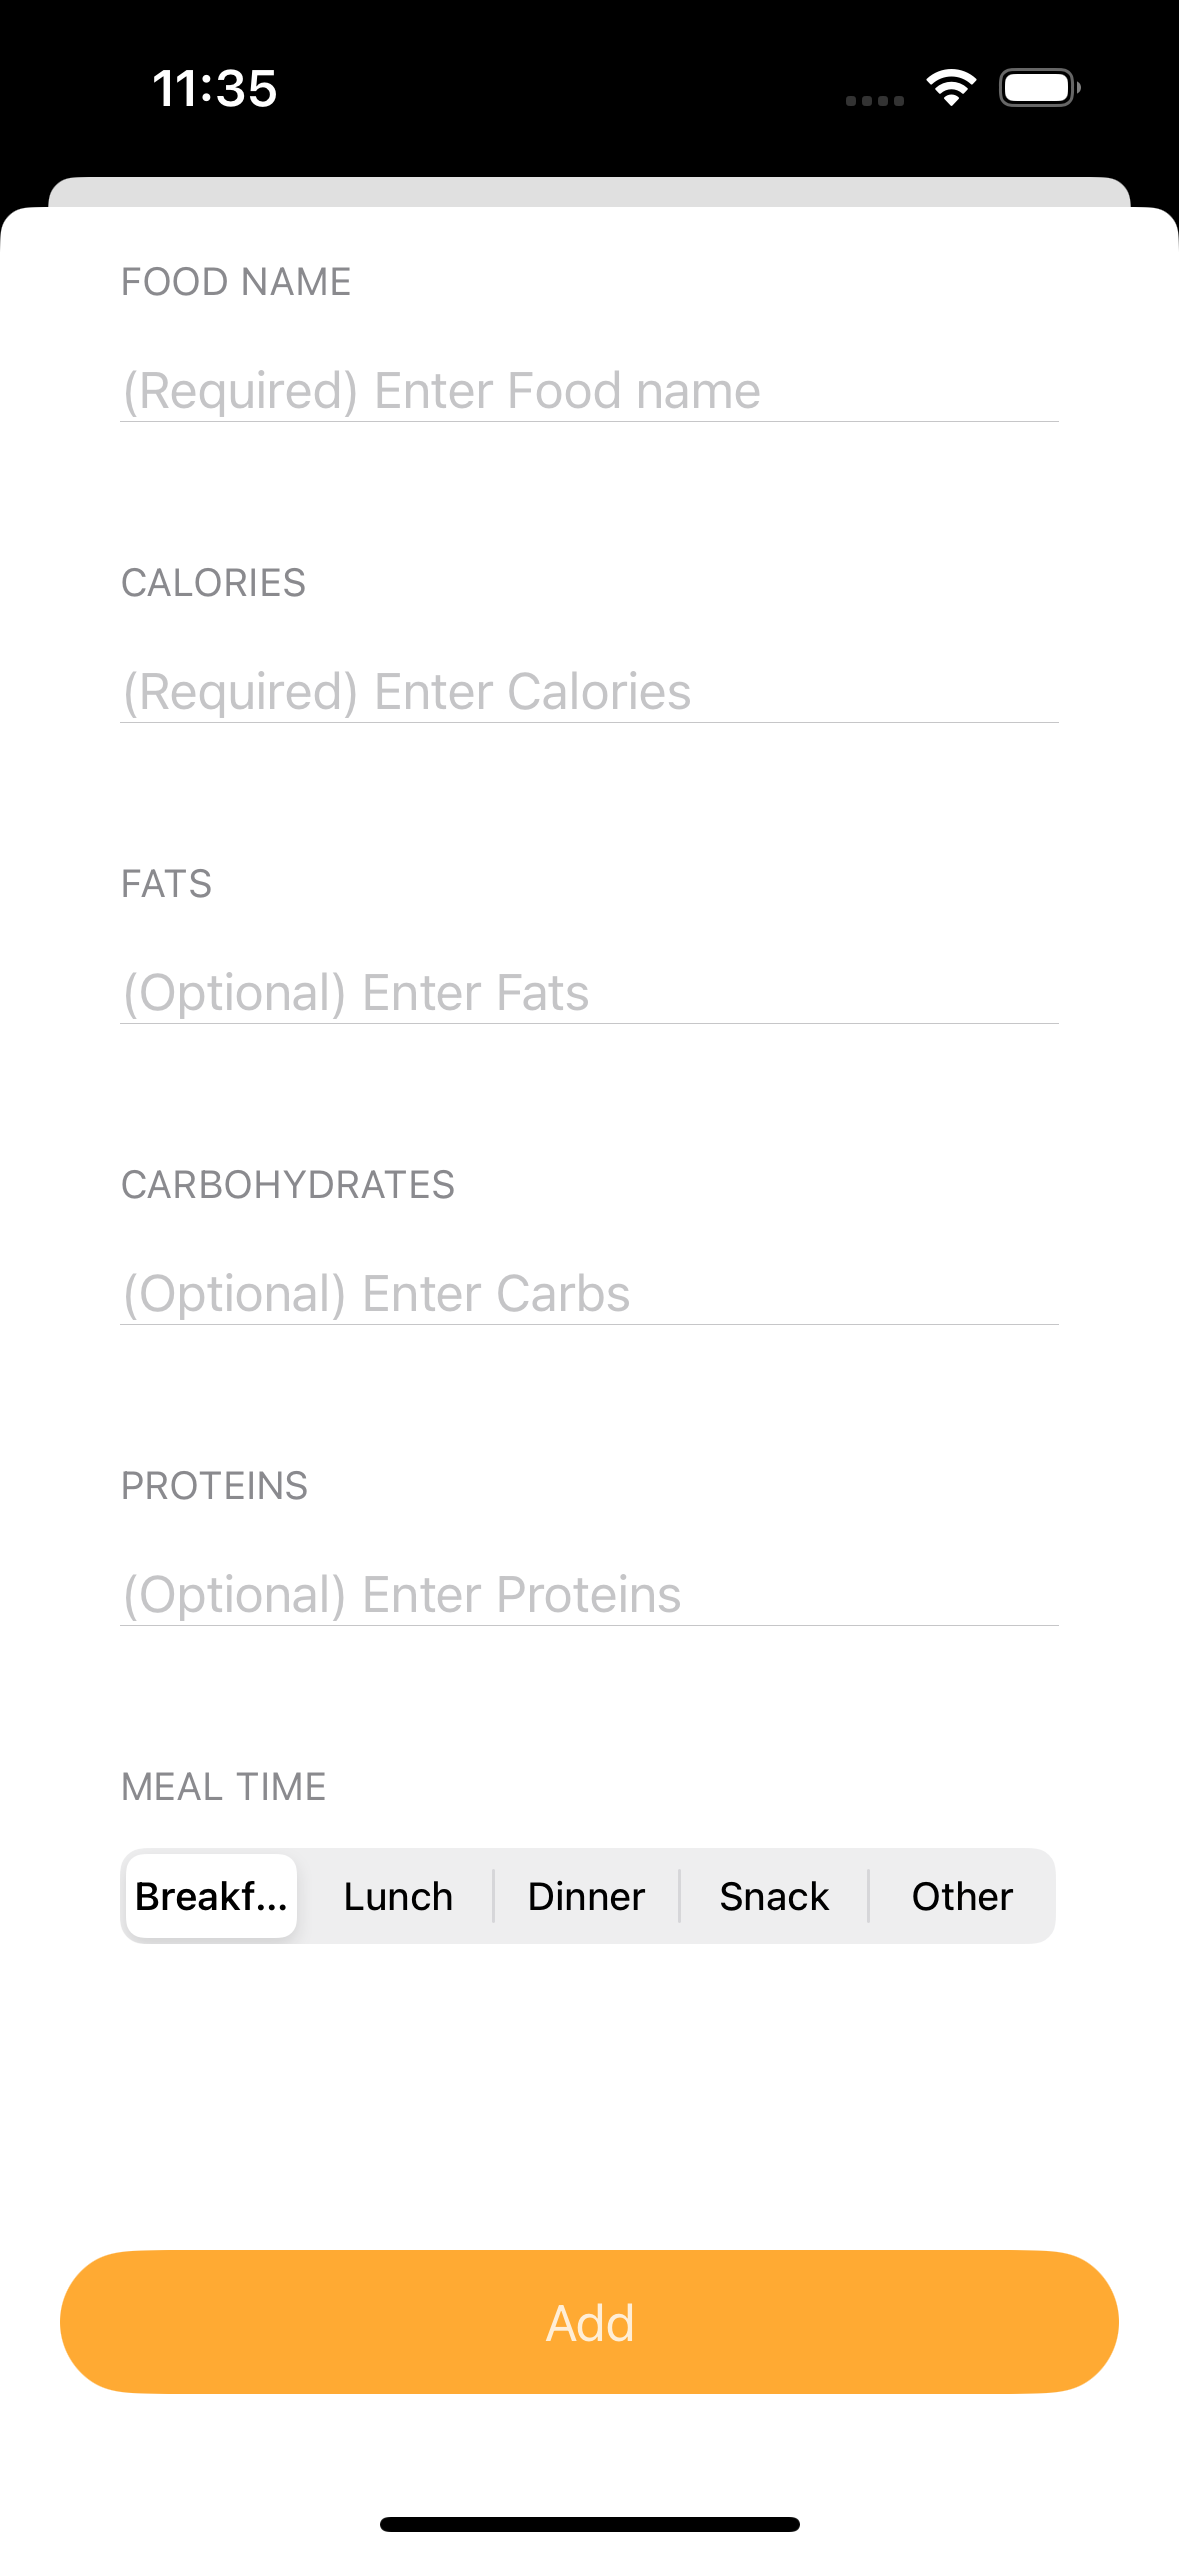 11:35
FOOD NAME
(Required) Enter Food name
CALORIES
(Required) Enter Calories
FATS
(Optional) Enter Fats
CARBOHYDRATES
(Optional) Enter Carbs
PROTEINS
(Optional) Enter Proteins
MEAL TIME
Breakf... Lunch Dinner Snack Other
Add